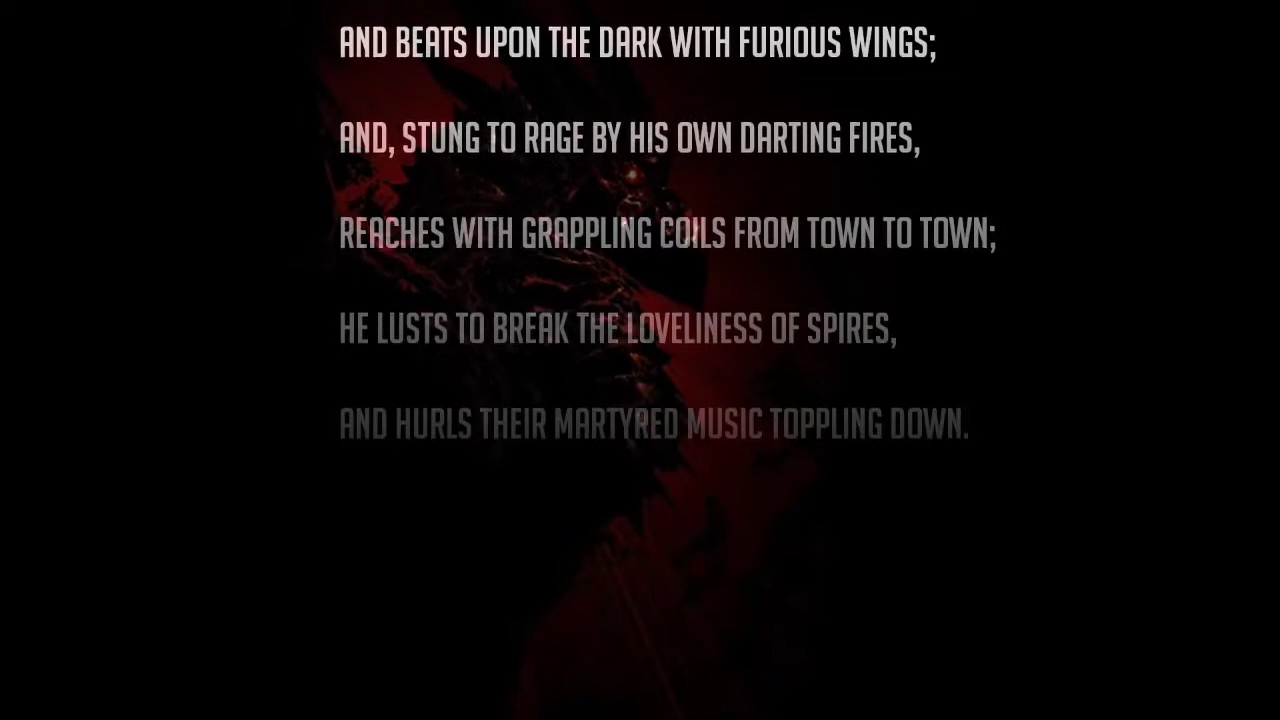 AND BEATS UPON THE DARK WITH FURIOUS WINGS;
AND, STUNG TO RAGE BY HIS OWN DARTING FIRES,
REACHES WITH GRAPPLING COILS FROM TOWN TO TOWN;
HE LUSTS TO BREAK THE LOVELINESS OF SPIRES,
AND HURLS THEIR MARTYRED MUSIC TOPPLING DOWN.